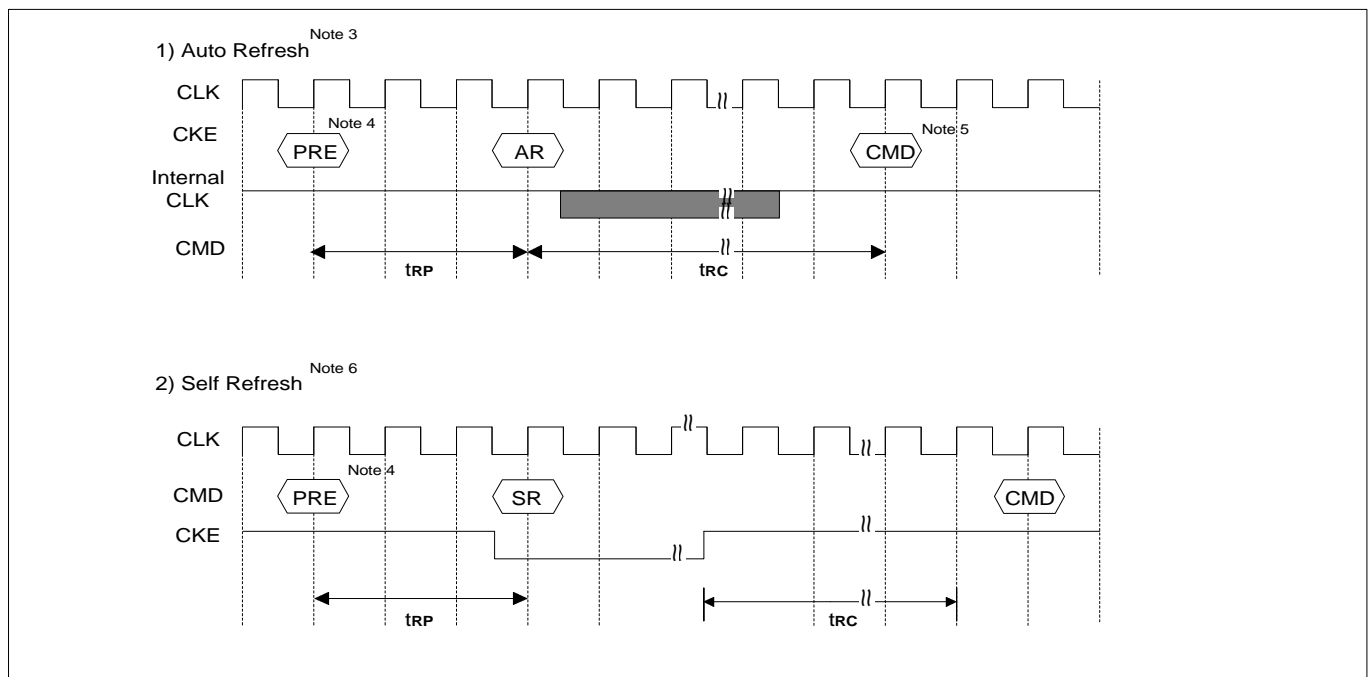 1) Auto Refresh Note 3
CLK
CKE
Note 4
Note 5
PRE
AR
CMD
Internal
CLK
CMD
tRP
tRC
2) Self Refresh Note 6
CLK
Note 4
CMD
PRE
SR
CMD
CKE
tRP
tRC